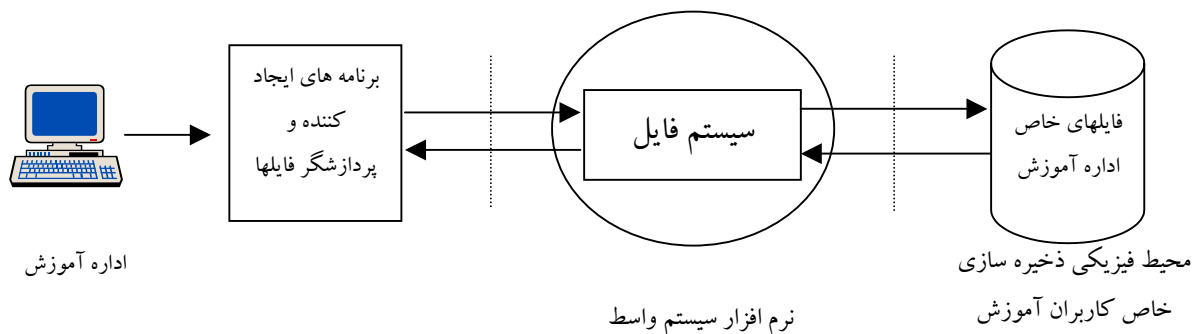 برنامه های ایجاد
کننده و
پردازشگر فایلها
سیستم فایل
فایلهای خاص
اداره آموزش
اداره آموزش
محیط فیزیکی ذخیره سازی
خاص کاربران آموزش
نرم افزار سیستم واسط